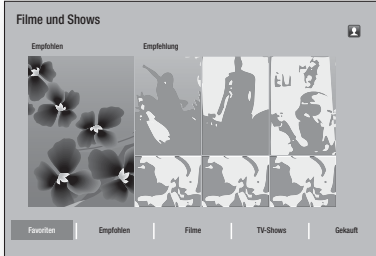 Filme und Shows
Empfohlen Empfehlung
Favoriten Empfohlen Filme TV-Shows Gekauft